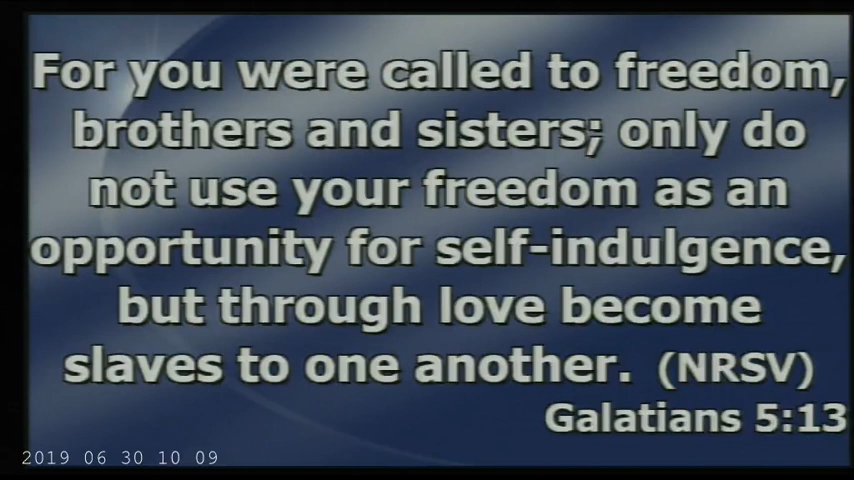 For you were called to freedom,
brothers and sisters; only do
not use your freedom as an
opportunity for self-indulgence,
but through love become
slaves to one another. (NRSV)
Galatians 5:13
2019 06 30 10 09